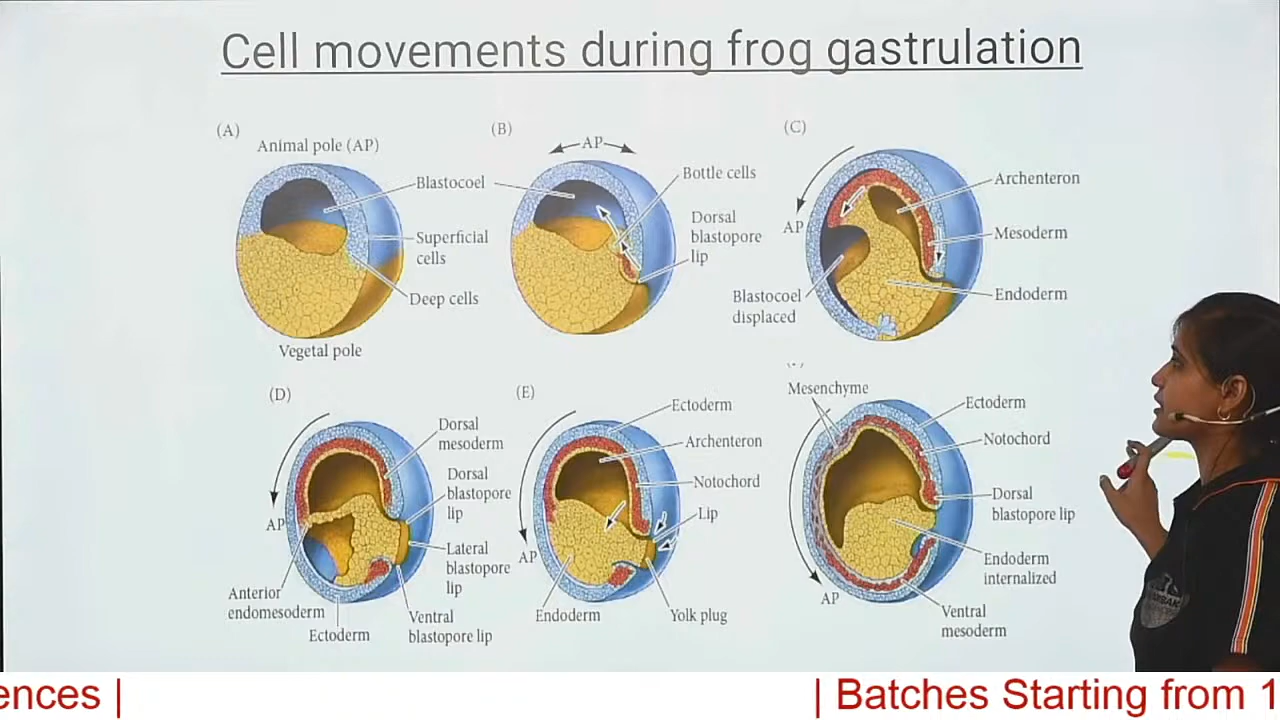 Cell movements during frog gastrulation
(A)
Animal pole (AP)
Blastocoel
Superficial
cells
Deep cells
Vegetal pole
(B)
AP
Bottle cells
Dorsal
blastopore
lip
(C)
AP
Archenteron
Mesoderm
Endoderm
Blastocoel
displaced
(D)
AP
Dorsal
mesoderm
Dorsal
blastopore
lip
Lateral
blastopore
lip
Ventral
blastopore lip
Anterior
endomesoderm
Ectoderm
(E)
AP
Ectoderm
Archenteron
Notochord
Lip
Yolk plug
Endoderm
Mesenchyme
Ectoderm
Notochord
Dorsal
blastopore lip
Endoderm
internalized
Ventral
mesoderm
AP
ences | | Batches Starting from 1